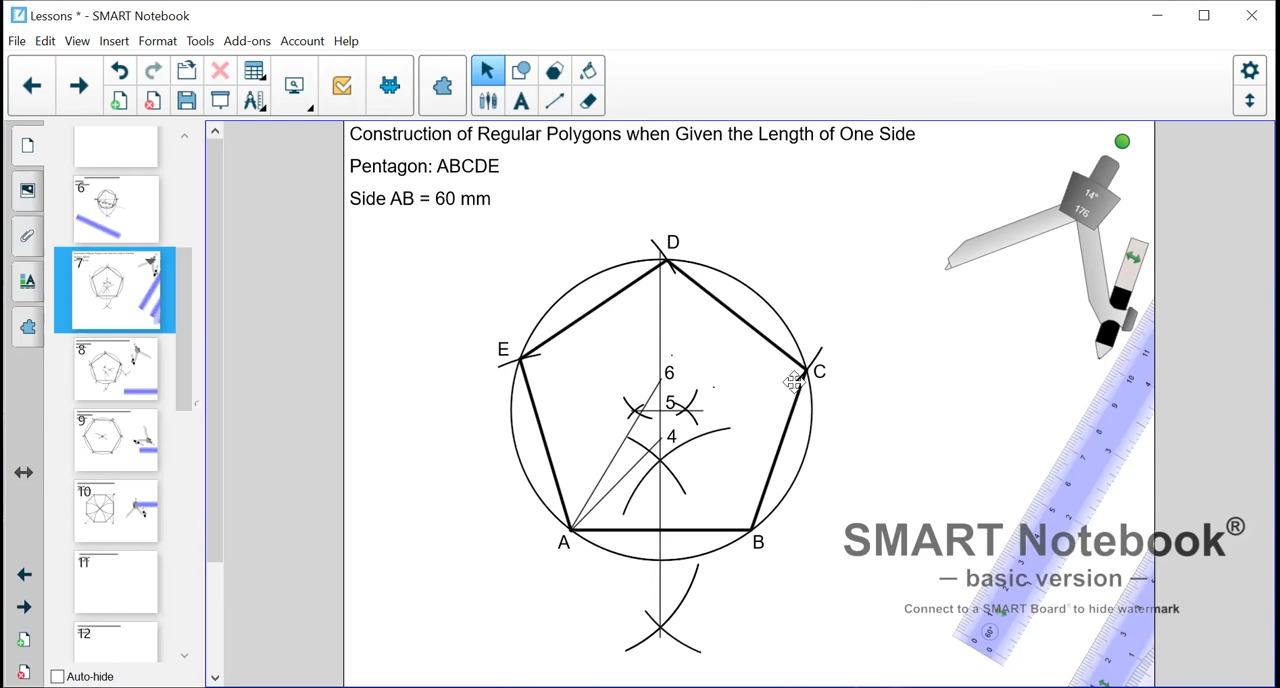 Lessons * - SMART Notebook
File Edit View Insert Format Tools Add-ons Account Help
Construction of Regular Polygons when Given the Length of One Side
Pentagon: ABCDE
Side AB = 60 mm
14°
176
D
E
C
6
5
4
A
B
6
7
8
9
10
11
12
Auto-hide
SMART Notebook®
— basic version —
Connect to a SMART Board® to hide watermark